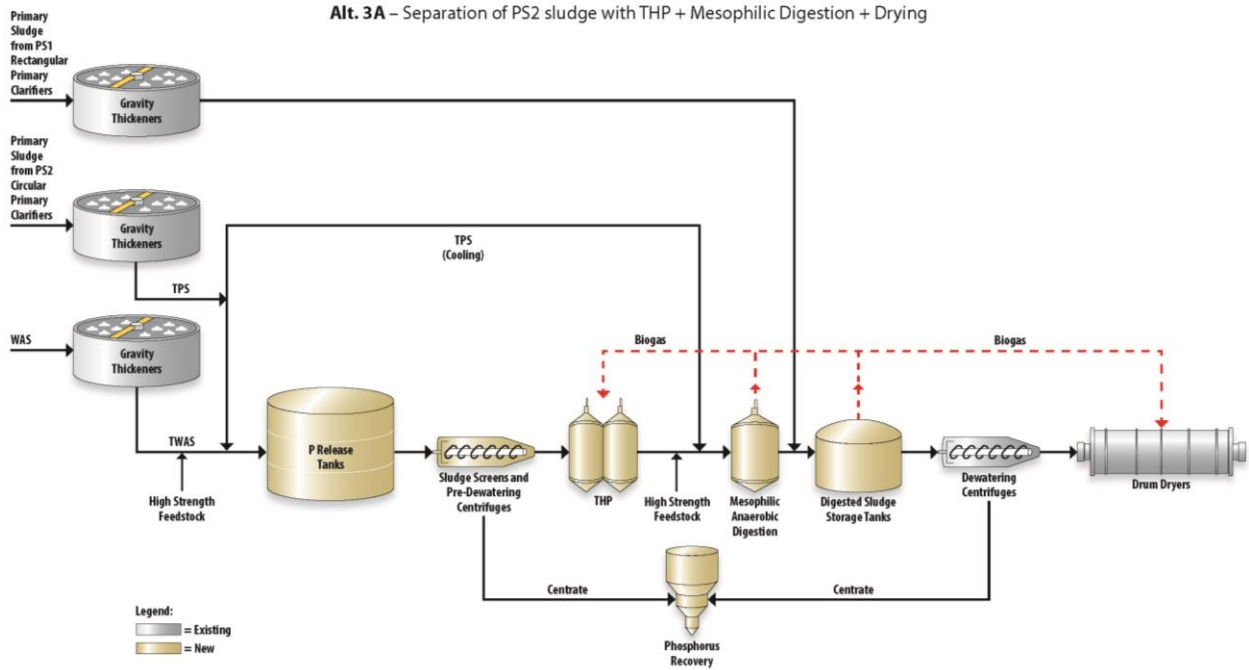 Alt. 3A – Separation of PS2 sludge with THP + Mesophilic Digestion + Drying
Primary
Sludge
from PS1
Rectangular
Primary
Clarifiers
Gravity
Thickeners
Primary
Sludge
from PS2
Circular
Primary
Clarifiers
Gravity
Thickeners
TPS
(Cooling)
TPS
WAS
Gravity
Thickeners
Biogas
Biogas
TWAS
High Strength
Feedstock
P Release
Tanks
Sludge Screens and
Pre-Dewatering
Centrifuges
THP
High Strength
Feedstock
Mesophilic
Anaerobic
Digestion
Digested Sludge
Storage Tanks
Dewatering
Centrifuges
Drum Dryers
Centrate
Centrate
Phosphorus
Recovery
Legend:
= Existing
= New